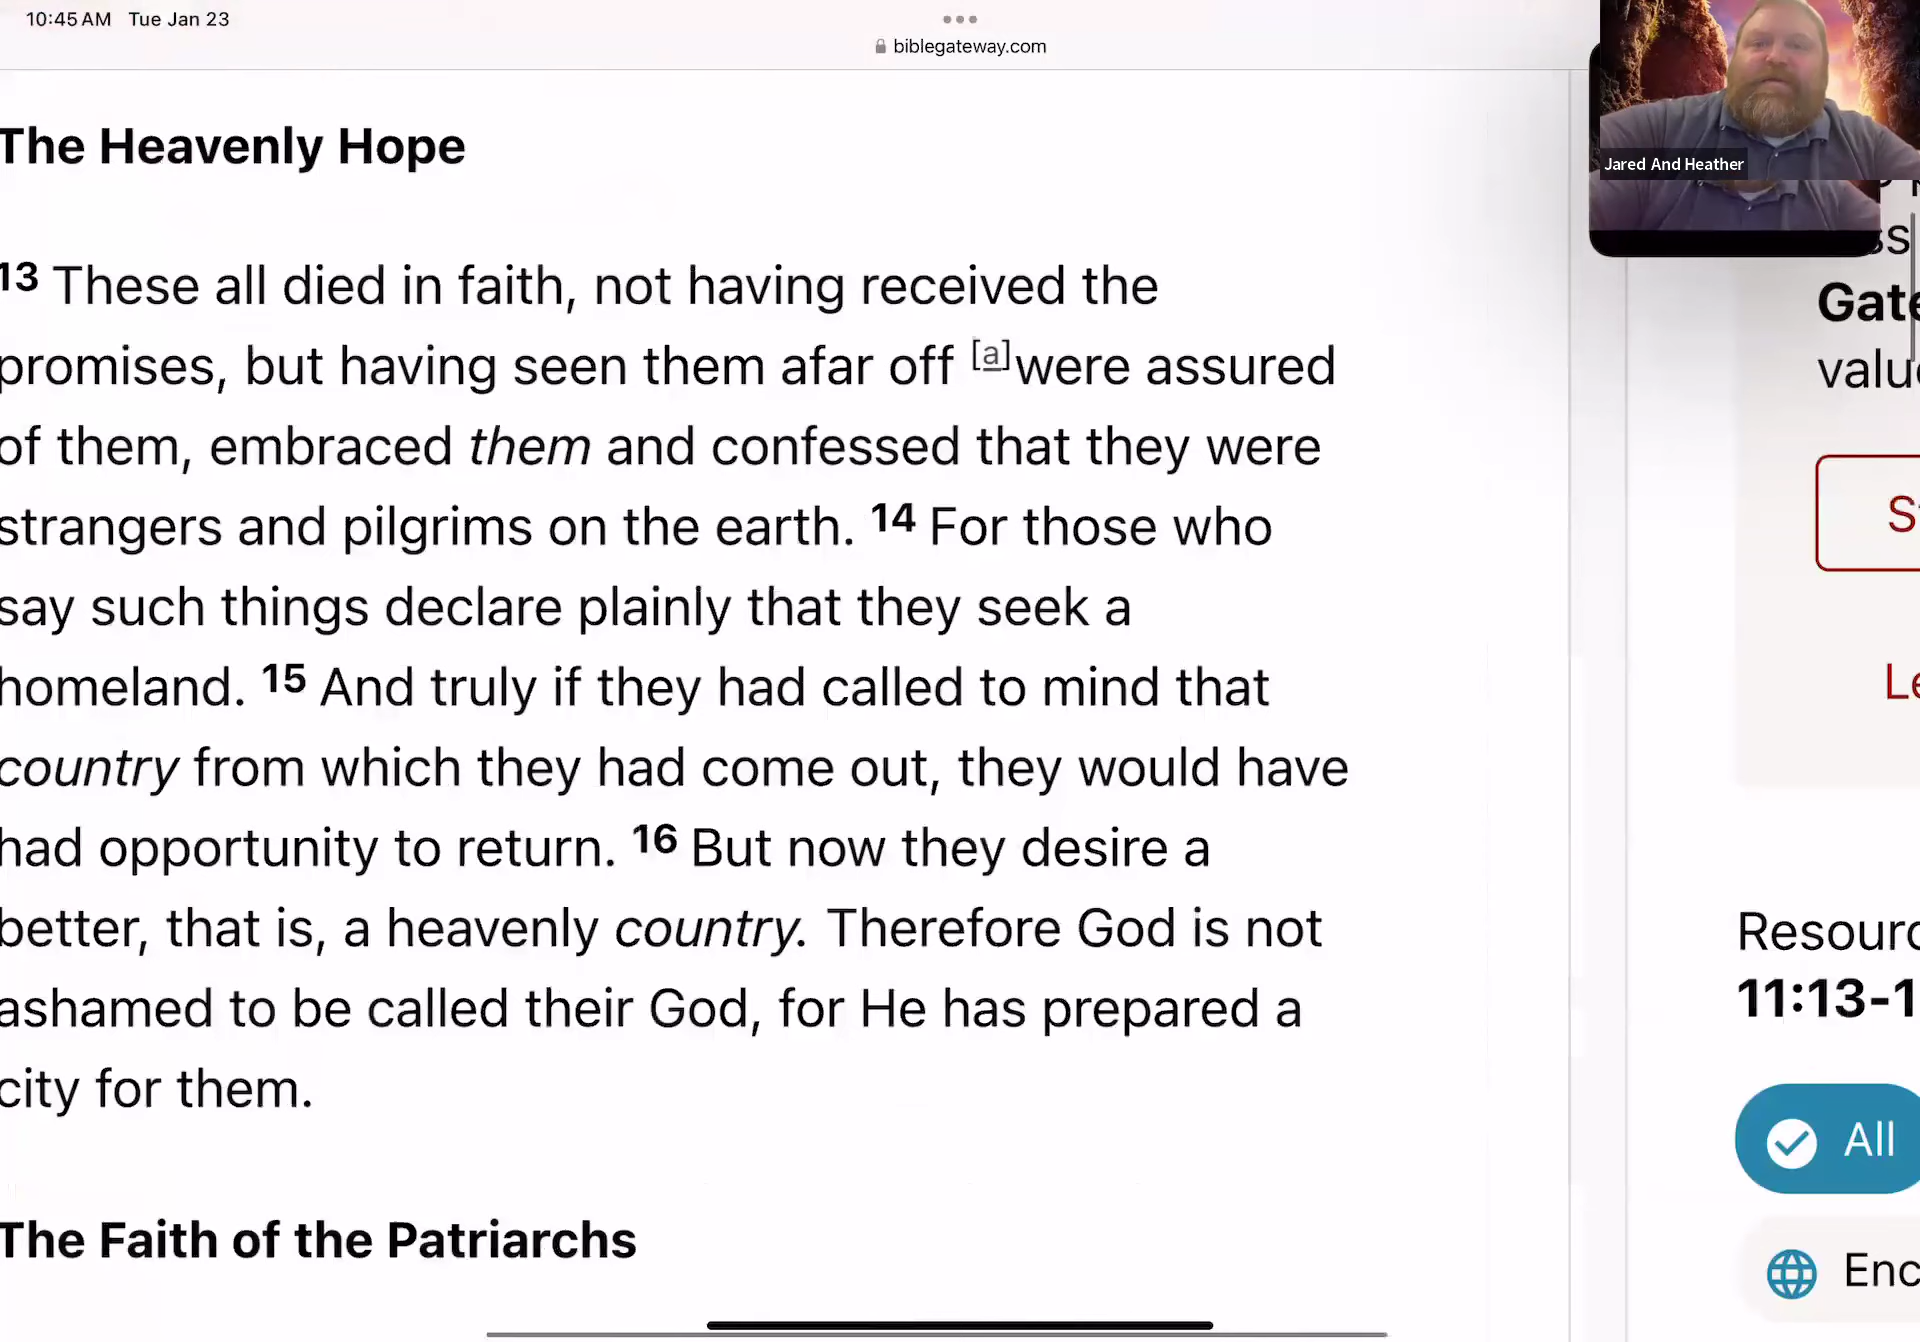 10:45 AM Tue Jan 23
biblegateway.com
Jared And Heather
The Heavenly Hope
13 These all died in faith, not having received the
promises, but having seen them afar off [a]were assured
of them, embraced them and confessed that they were
strangers and pilgrims on the earth. 14 For those who
say such things declare plainly that they seek a
homeland. 15 And truly if they had called to mind that
country from which they had come out, they would have
had opportunity to return. 16 But now they desire a
better, that is, a heavenly country. Therefore God is not
ashamed to be called their God, for He has prepared a
city for them.
The Faith of the Patriarchs
11:13-1
All